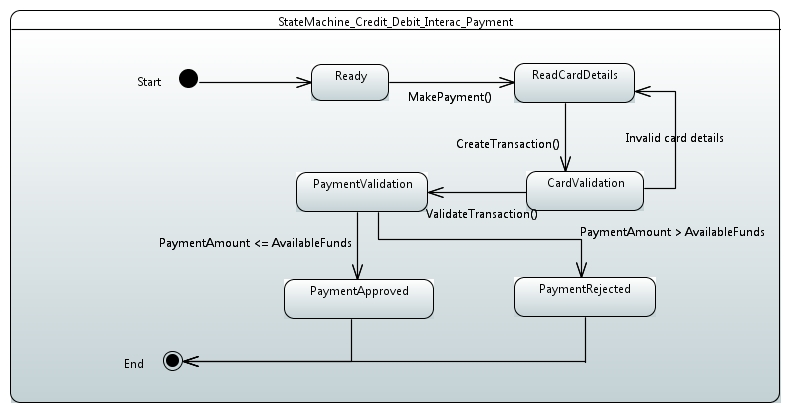 StateMachine_Credit_Debit_Interac_Payment
Start
Ready
MakePayment()
ReadCardDetails
CreateTransaction()
Invalid card details
CardValidation
PaymentValidation
ValidateTransaction()
PaymentAmount <= AvailableFunds
PaymentAmount > AvailableFunds
PaymentApproved
PaymentRejected
End